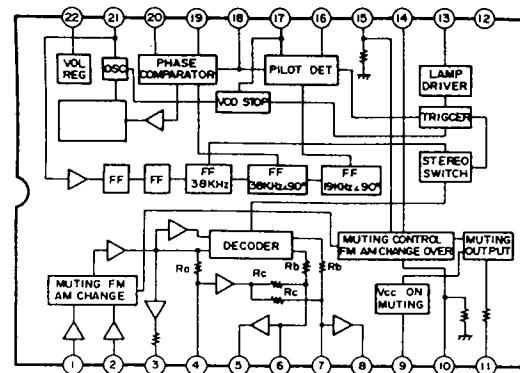 22 21 20 19 18 17 16 15 14 13 12
VOL
REG
OSC
PHASE
COMPARATOR
PILOT DET
LAMP
DRIVER
VCO STOP
TRIGGER
FF
FF
FF
38KHz
FF
38KHz∠90°
FF
19KHz∠90°
STEREO
SWITCH
DECODER
MUTING CONTROL
FM AM CHANGE OVER
MUTING
OUTPUT
Ra
Rb
Rb
Rc
Rc
MUTING FM
AM CHANGE
Vcc ON
MUTING
1 2 3 4 5 6 7 8 9 10 11